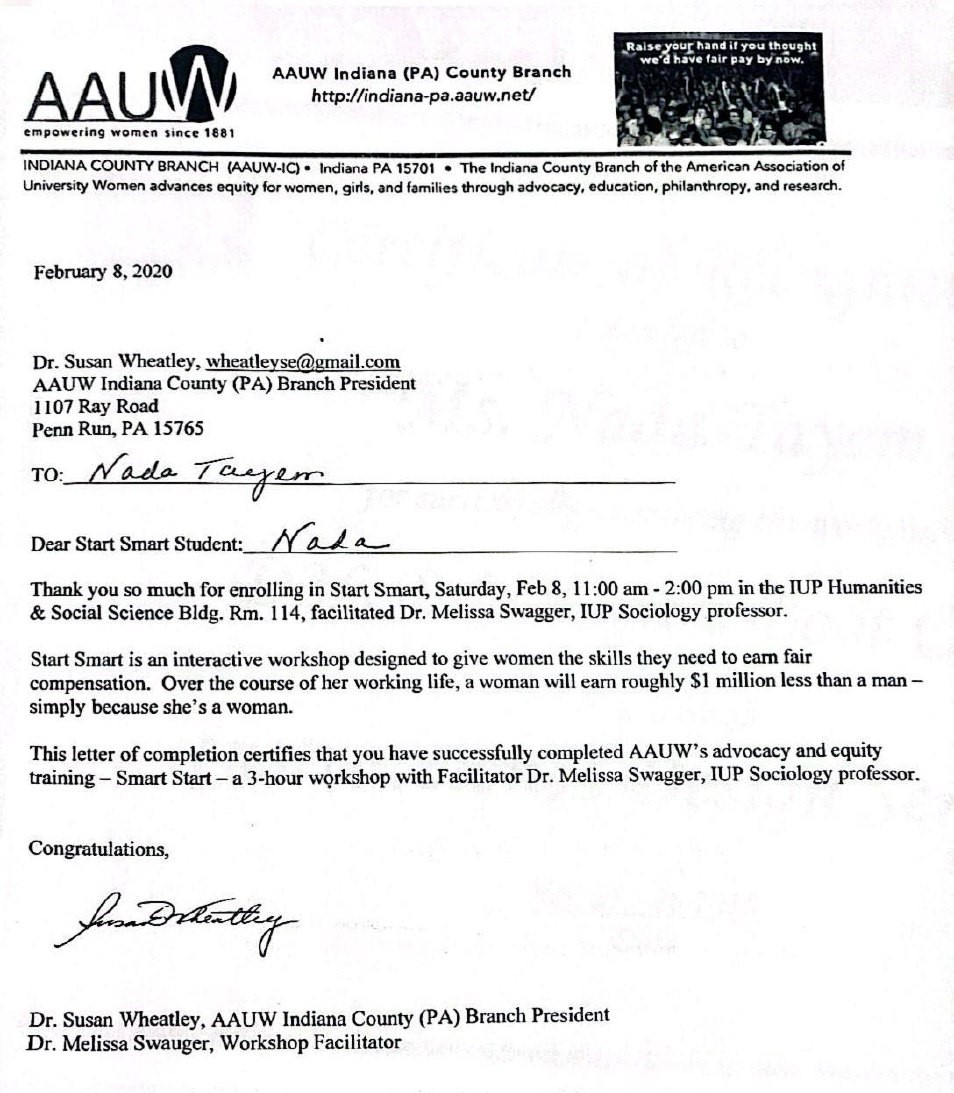 AAUW
empowering women since 1881
AAUW Indiana (PA) County Branch
http://indiana-pa.aauw.net/
Raise your hand if you thought
we'd have fair pay by now.
INDIANA COUNTY BRANCH (AAUW-IC) • Indiana PA 15701 • The Indiana County Branch of the American Association of
University Women advances equity for women, girls, and families through advocacy, education, philanthropy, and research.
February 8, 2020
Dr. Susan Wheatley, wheatleyse@gmail.com
AAUW Indiana County (PA) Branch President
1107 Ray Road
Penn Run, PA 15765
TO: Nada Tayem
Dear Start Smart Student: Nada
Thank you so much for enrolling in Start Smart, Saturday, Feb 8, 11:00 am - 2:00 pm in the IUP Humanities
& Social Science Bldg. Rm. 114, facilitated Dr. Melissa Swagger, IUP Sociology professor.
Start Smart is an interactive workshop designed to give women the skills they need to earn fair
compensation. Over the course of her working life, a woman will earn roughly $1 million less than a man –
simply because she's a woman.
This letter of completion certifies that you have successfully completed AAUW's advocacy and equity
training – Smart Start – a 3-hour workshop with Facilitator Dr. Melissa Swagger, IUP Sociology professor.
Congratulations,
Susan Wheatley
Dr. Susan Wheatley, AAUW Indiana County (PA) Branch President
Dr. Melissa Swauger, Workshop Facilitator